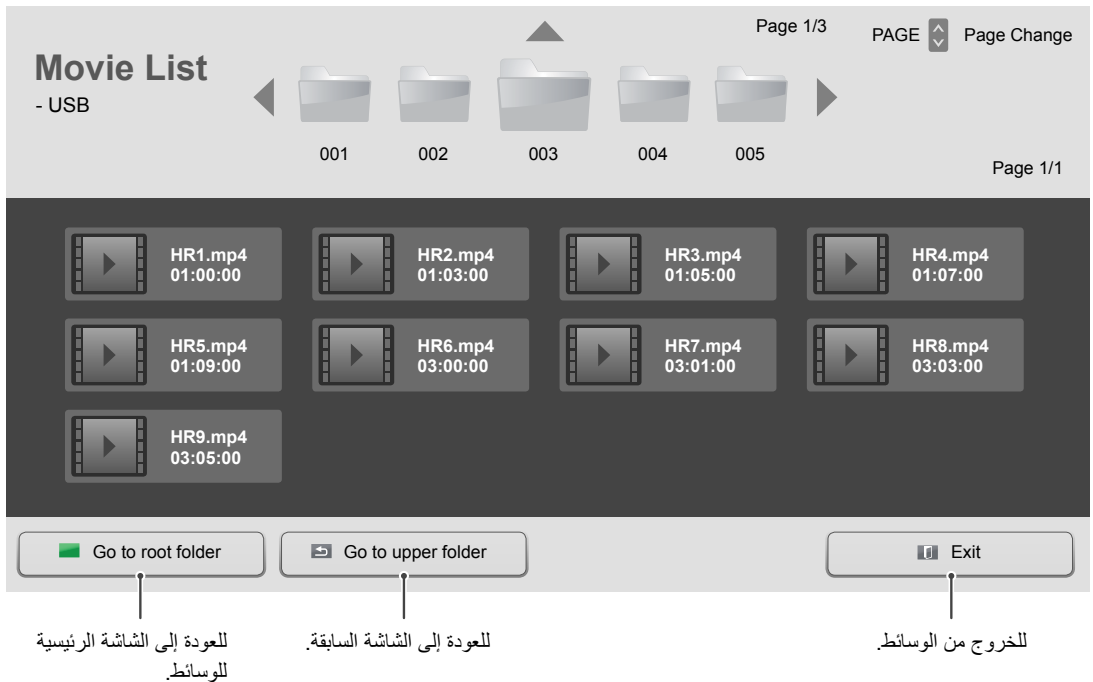 Page 1/3
PAGE Page Change
Movie List
- USB
001 002 003 004 005
Page 1/1
HR1.mp4
01:00:00
HR2.mp4
01:03:00
HR3.mp4
01:05:00
HR4.mp4
01:07:00
HR5.mp4
01:09:00
HR6.mp4
03:00:00
HR7.mp4
03:01:00
HR8.mp4
03:03:00
HR9.mp4
03:05:00
Go to root folder
Go to upper folder
Exit
للعودة إلى الشاشة الرئيسية
للوسائط.
للعودة إلى الشاشة السابقة.
للخروج من الوسائط.